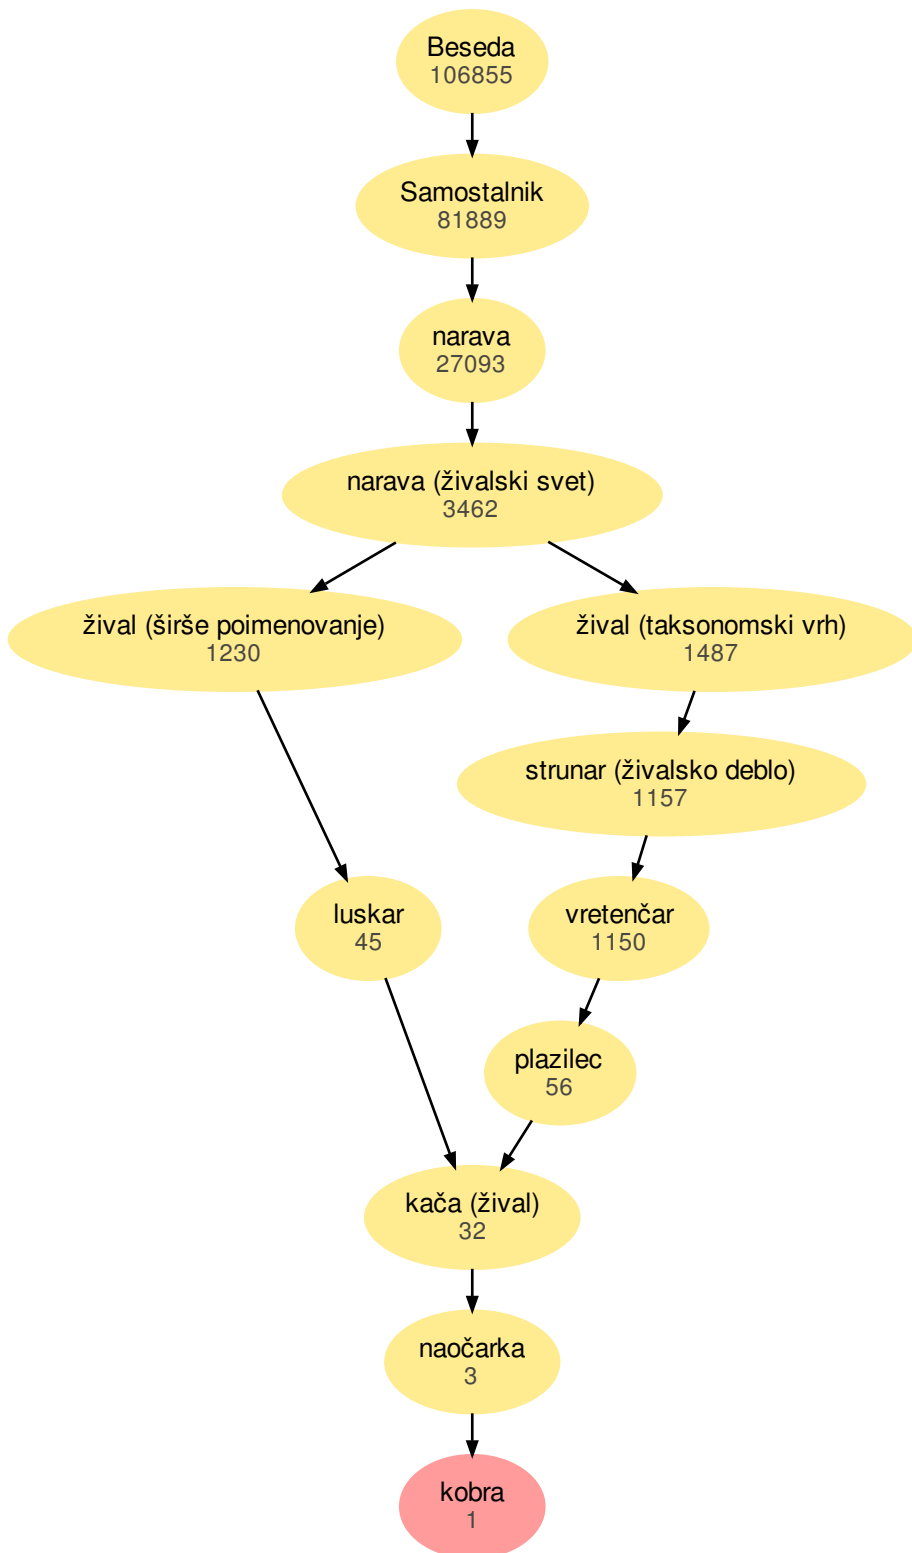 Beseda
106855
Samostalnik
81889
narava
27093
narava (živalski svet)
3462
žival (širše poimenovanje)
1230
žival (taksonomski vrh)
1487
strunar (živalsko deblo)
1157
luskar
45
vretenčar
1150
plazilec
56
kača (žival)
32
naočarka
3
kobra
1